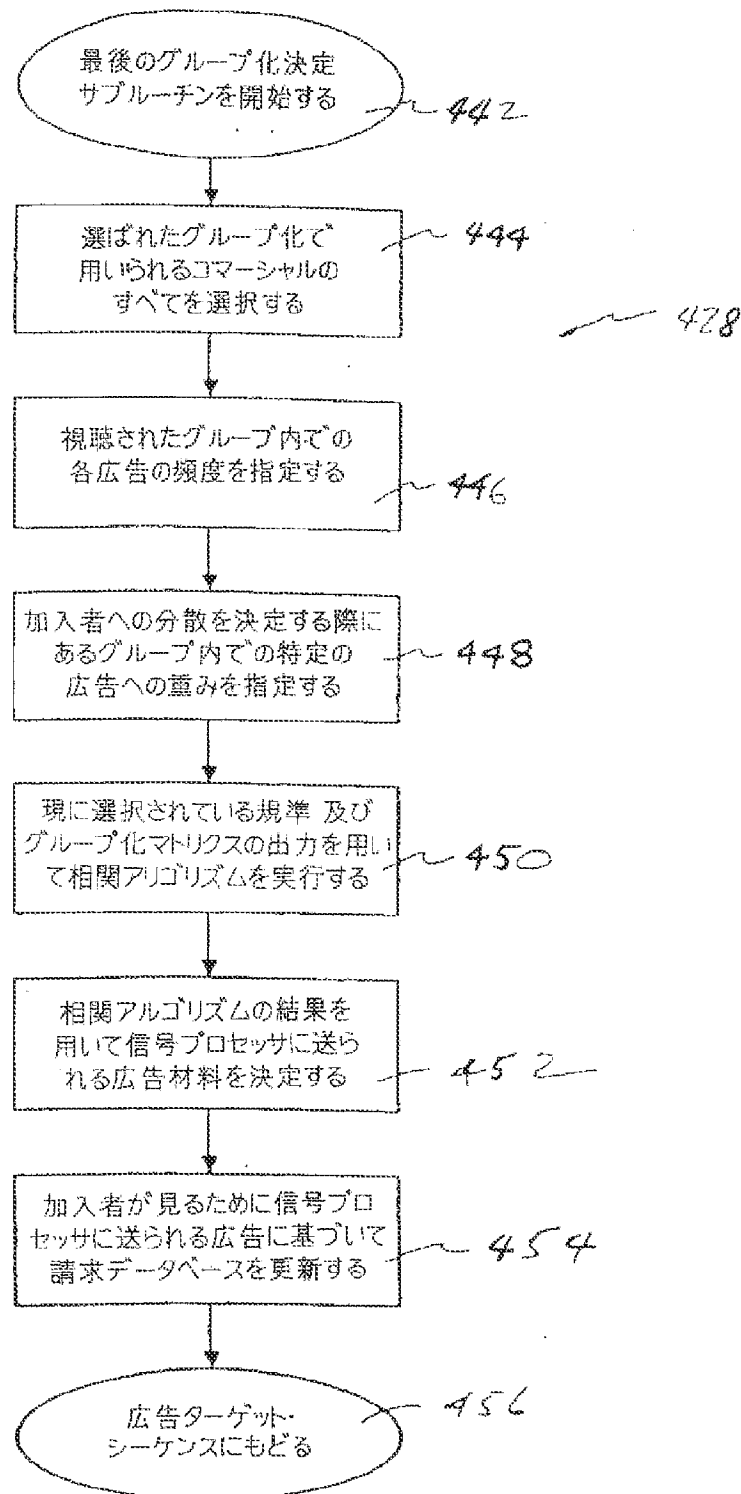 最後のグループ化決定
サブルーチンを開始する
442
選ばれたグループ化で
用いられるコマーシャルの
すべてを選択する
444
428
視聴されたグループ内での
各広告の頻度を指定する
446
加入者への分散を決定する際に
あるグループ内での特定の
広告への重みを指定する
448
現に選択されている規準 及び
グループ化マトリクスの出力を用い
て相関アリゴリズムを実行する
450
相関アルゴリズムの結果を
用いて信号プロセッサに送ら
れる広告材料を決定する
452
加入者が見るために信号プロ
セッサに送られる広告に基づいて
請求データベースを更新する
454
広告ターゲット・
シーケンスにもどる
456